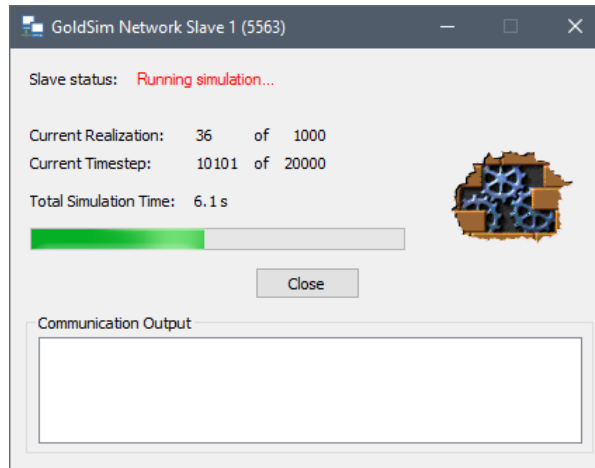 GoldSim Network Slave 1 (5563)
Slave status: Running simulation...
Current Realization: 36 of 1000
Current Timestep: 10101 of 20000
Total Simulation Time: 6.1 s
Close
Communication Output